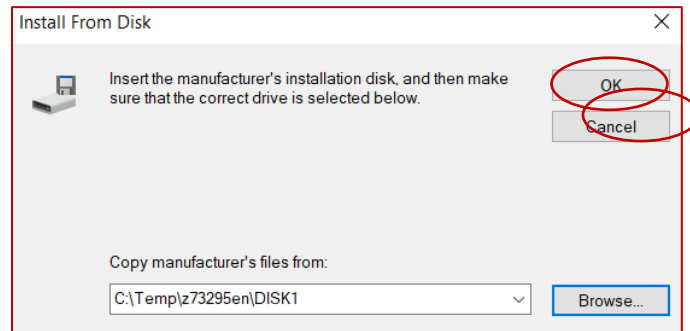 Install From Disk
Insert the manufacturer's installation disk, and then make
sure that the correct drive is selected below.
OK
Cancel
Copy manufacturer's files from:
C:\Temp\z73295en\DISK1
Browse...